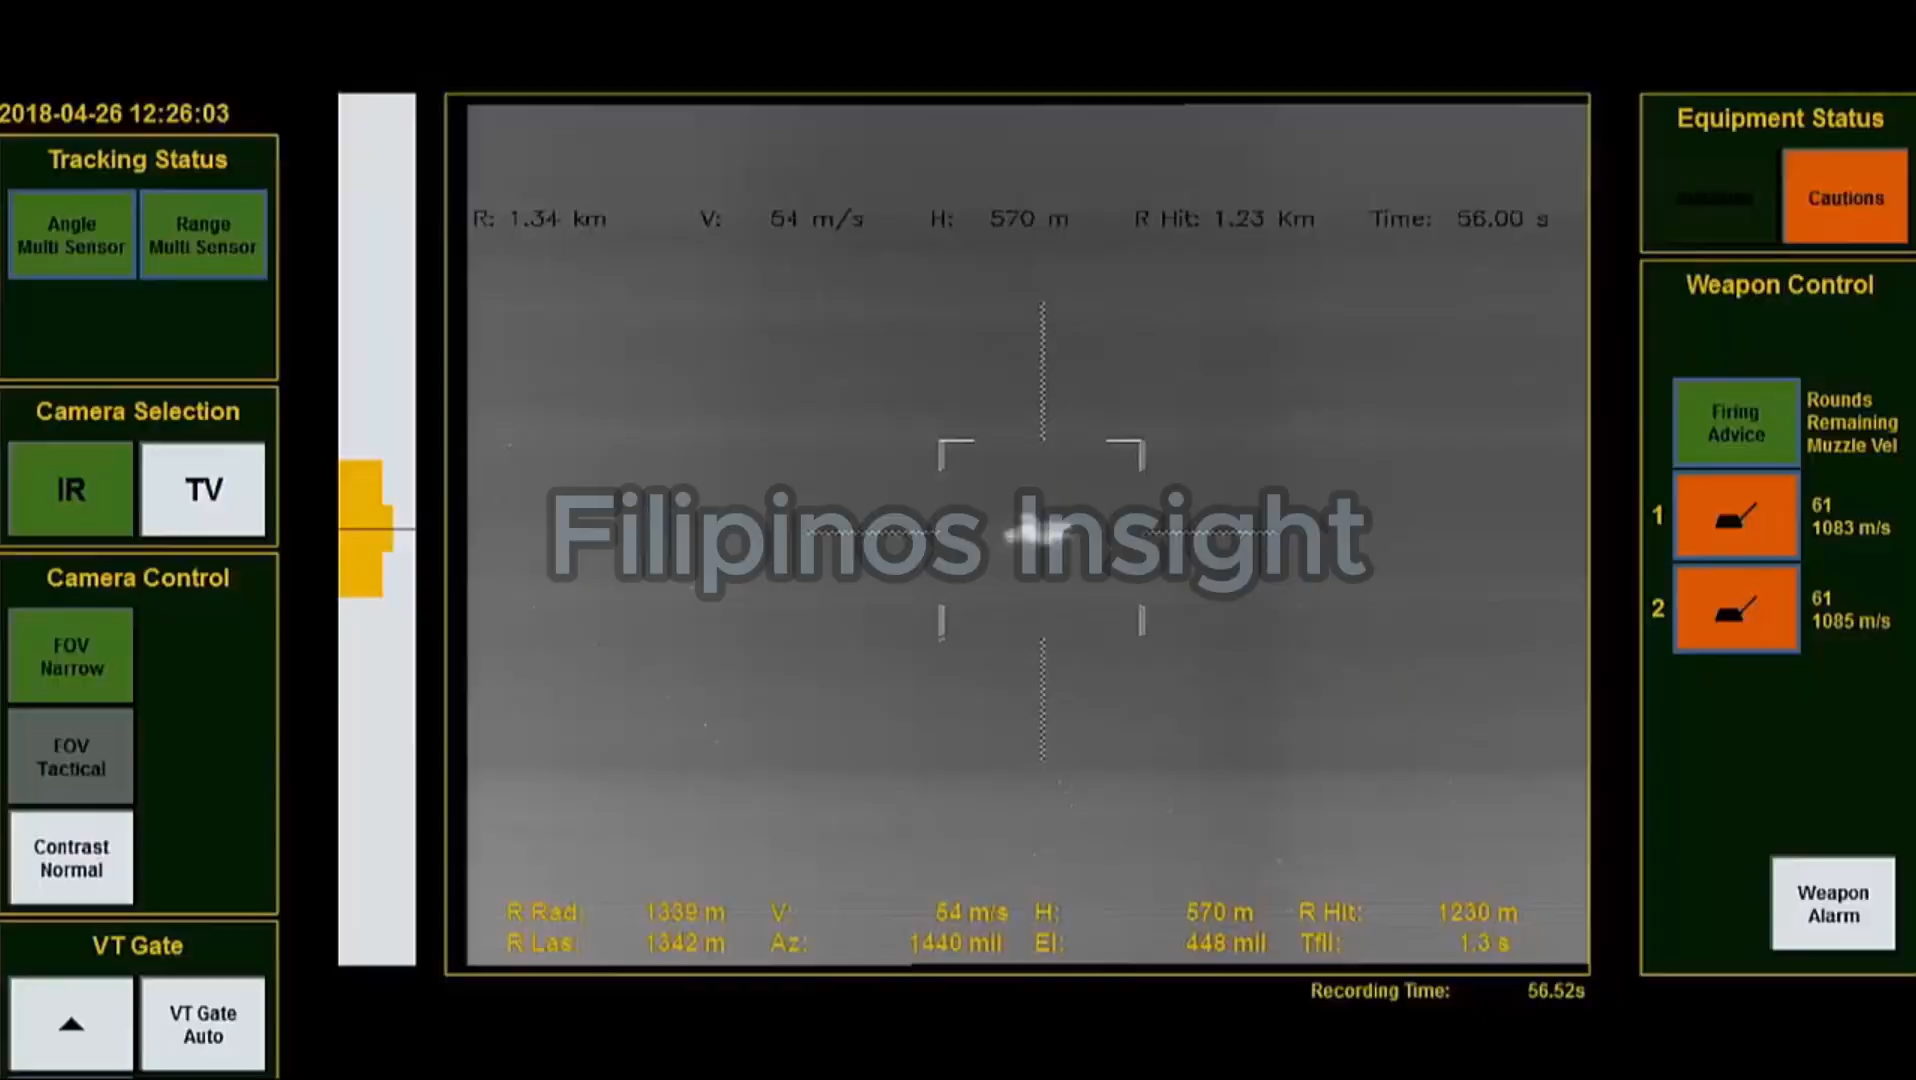 2018-04-26 12:26:03
Tracking Status
Angle
Multi Sensor
Range
Multi Sensor
Camera Selection
IR
TV
Camera Control
FOV
Narrow
FOV
Tactical
Contrast
Normal
VT Gate
VT Gate
Auto
R: 1.34 km V: 54 m/s H: 570 m R Hit: 1.23 Km Time: 56.00 s
Filipinos Insight
R Rad: 1339 m V: 54 m/s H: 570 m R Hit: 1230 m
R Las: 1342 m Az: 1440 mil El: 448 mil Tfli: 1.3 s
Recording Time: 56.52s
Equipment Status
Cautions
Weapon Control
Firing
Advice
Rounds
Remaining
Muzzle Vel
1
61
1083 m/s
2
61
1085 m/s
Weapon
Alarm